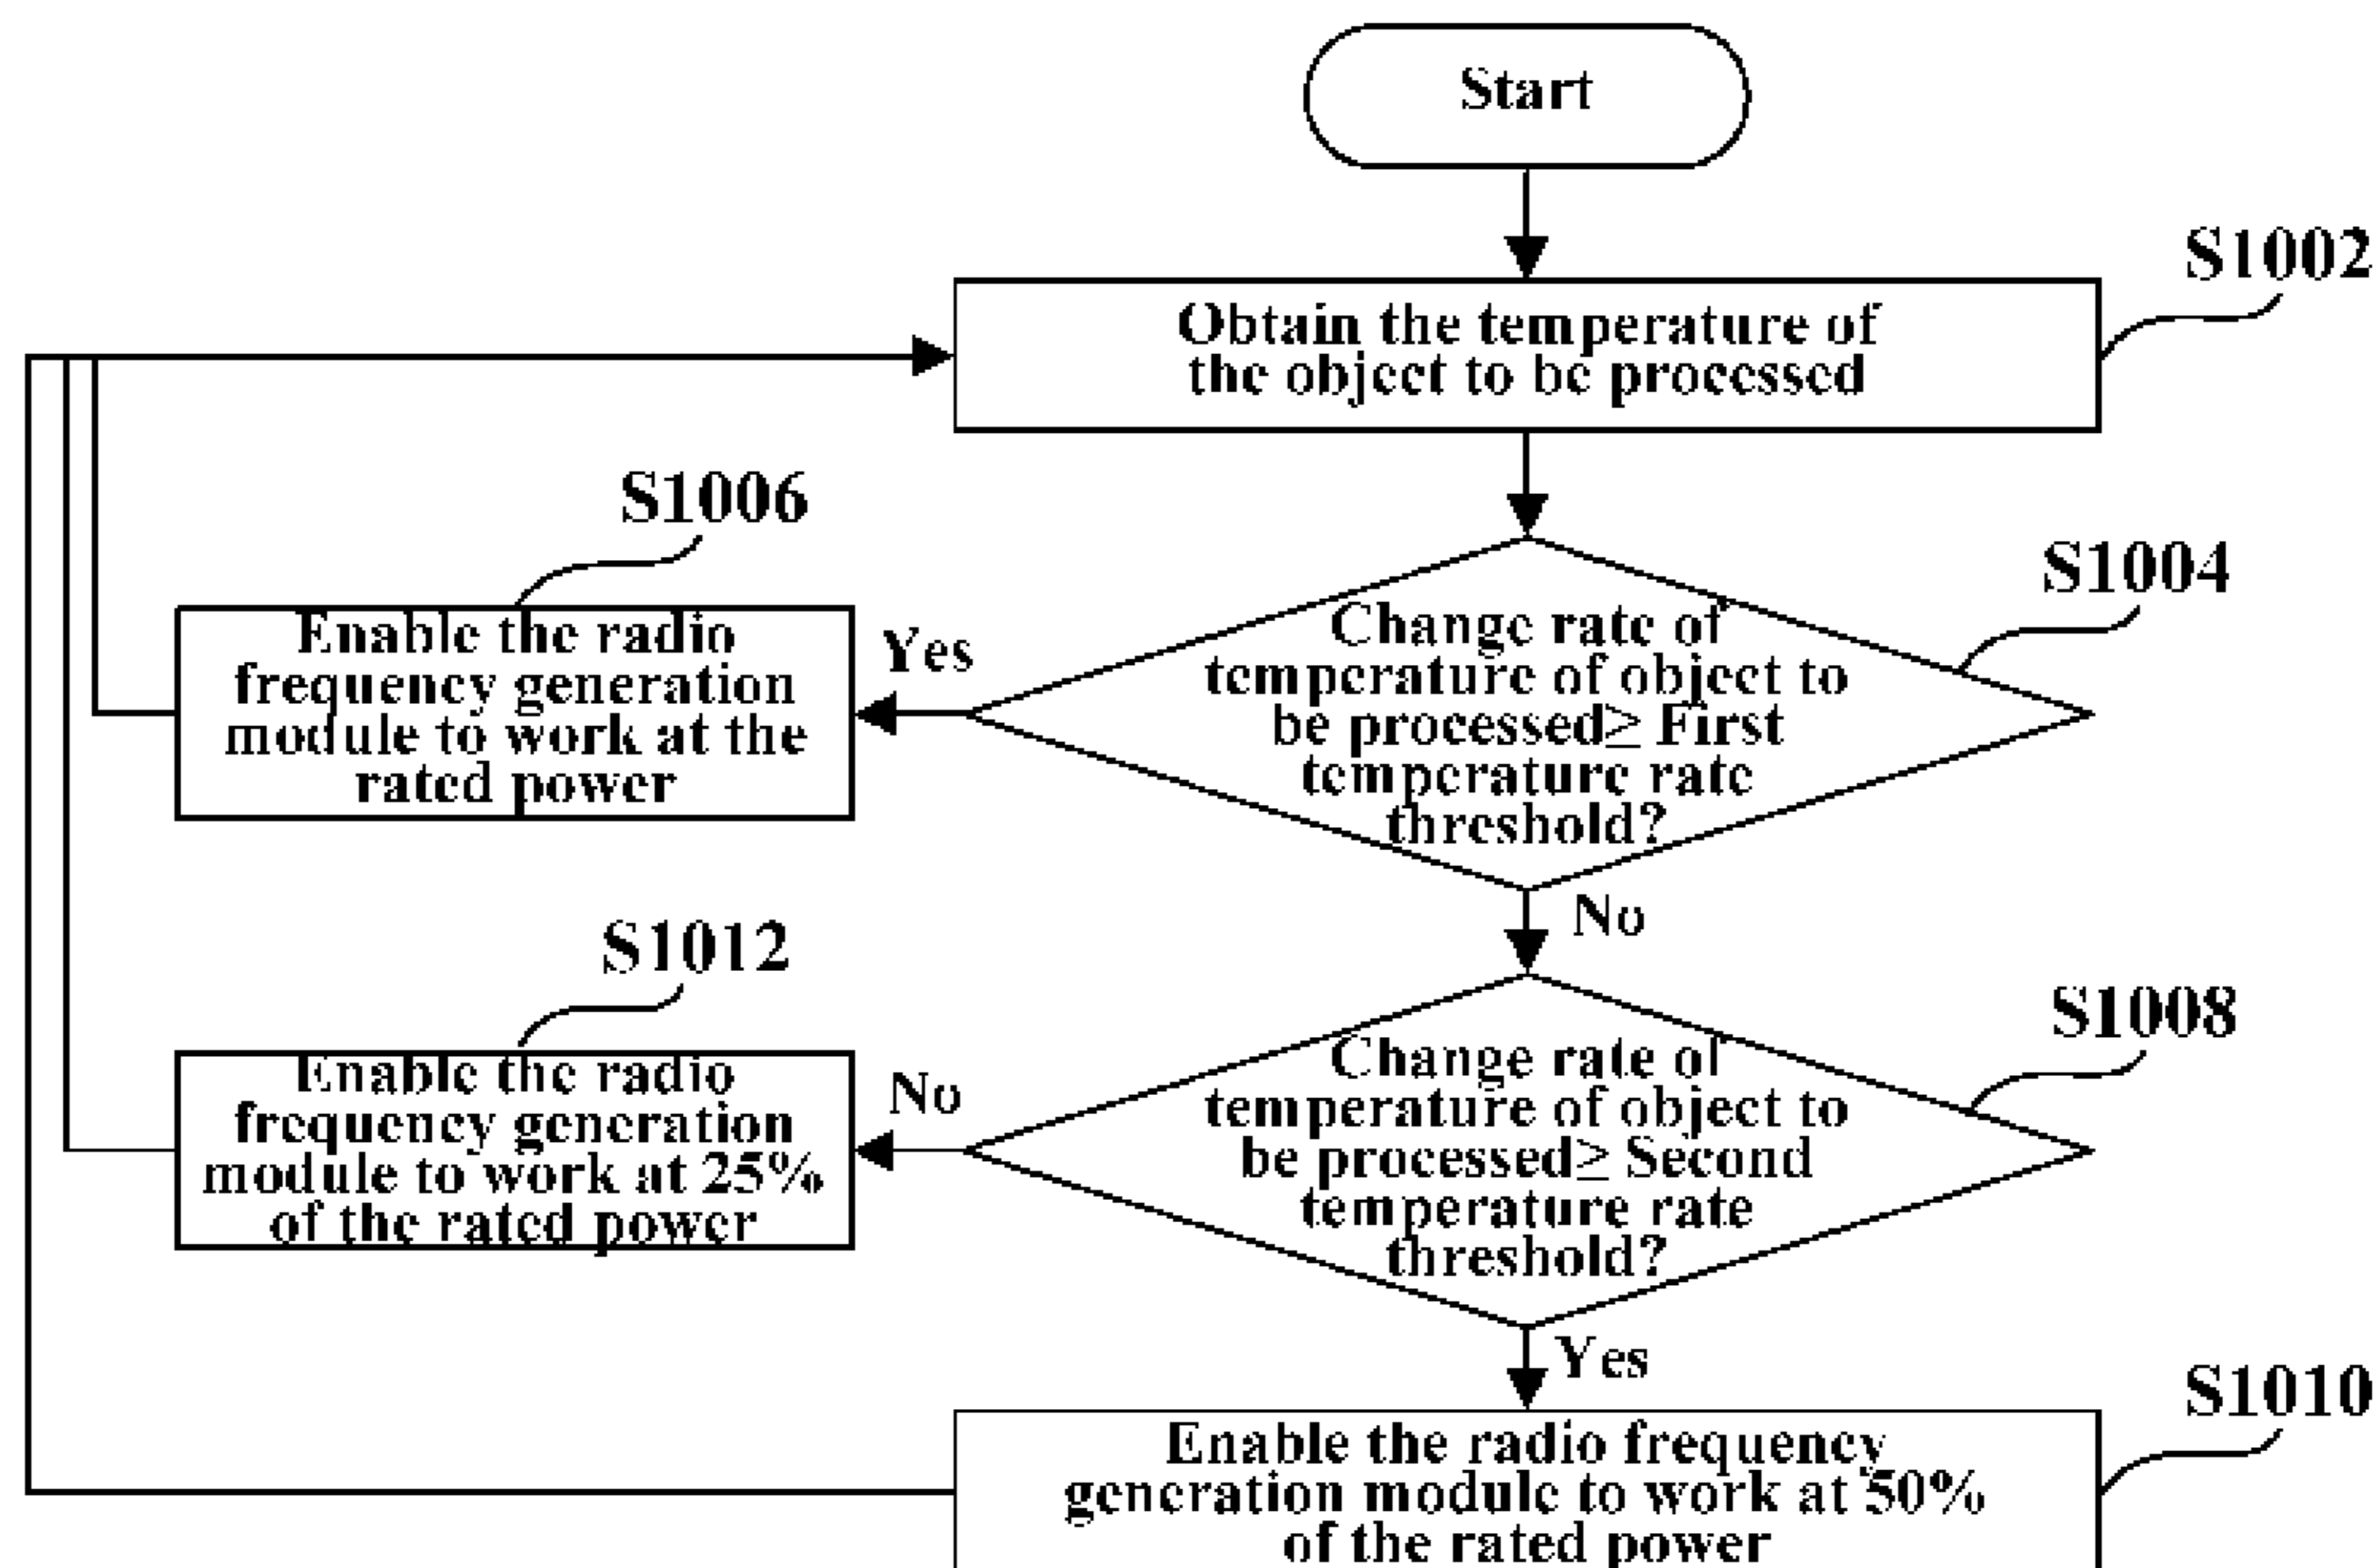 Start
S1002
Obtain the temperature of
the object to be processed
S1006
S1004
Enable the radio
frequency generation
module to work at the
rated power
Yes
Change rate of
temperature of object to
be processed≥ First
temperature rate
threshold?
No
S1012
S1008
Enable the radio
frequency generation
module to work at 25%
of the rated power
No
Change rate of
temperature of object to
be processed≥ Second
temperature rate
threshold?
Yes
S1010
Enable the radio frequency
generation module to work at 50%
of the rated power